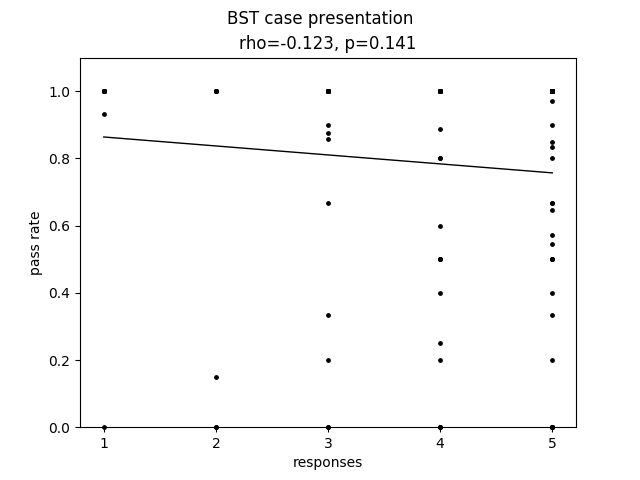 BST case presentation
rho=-0.123, p=0.141
1.0
0.8
0.6
0.4
0.2
0.0
pass rate
1 2 3 4 5
responses